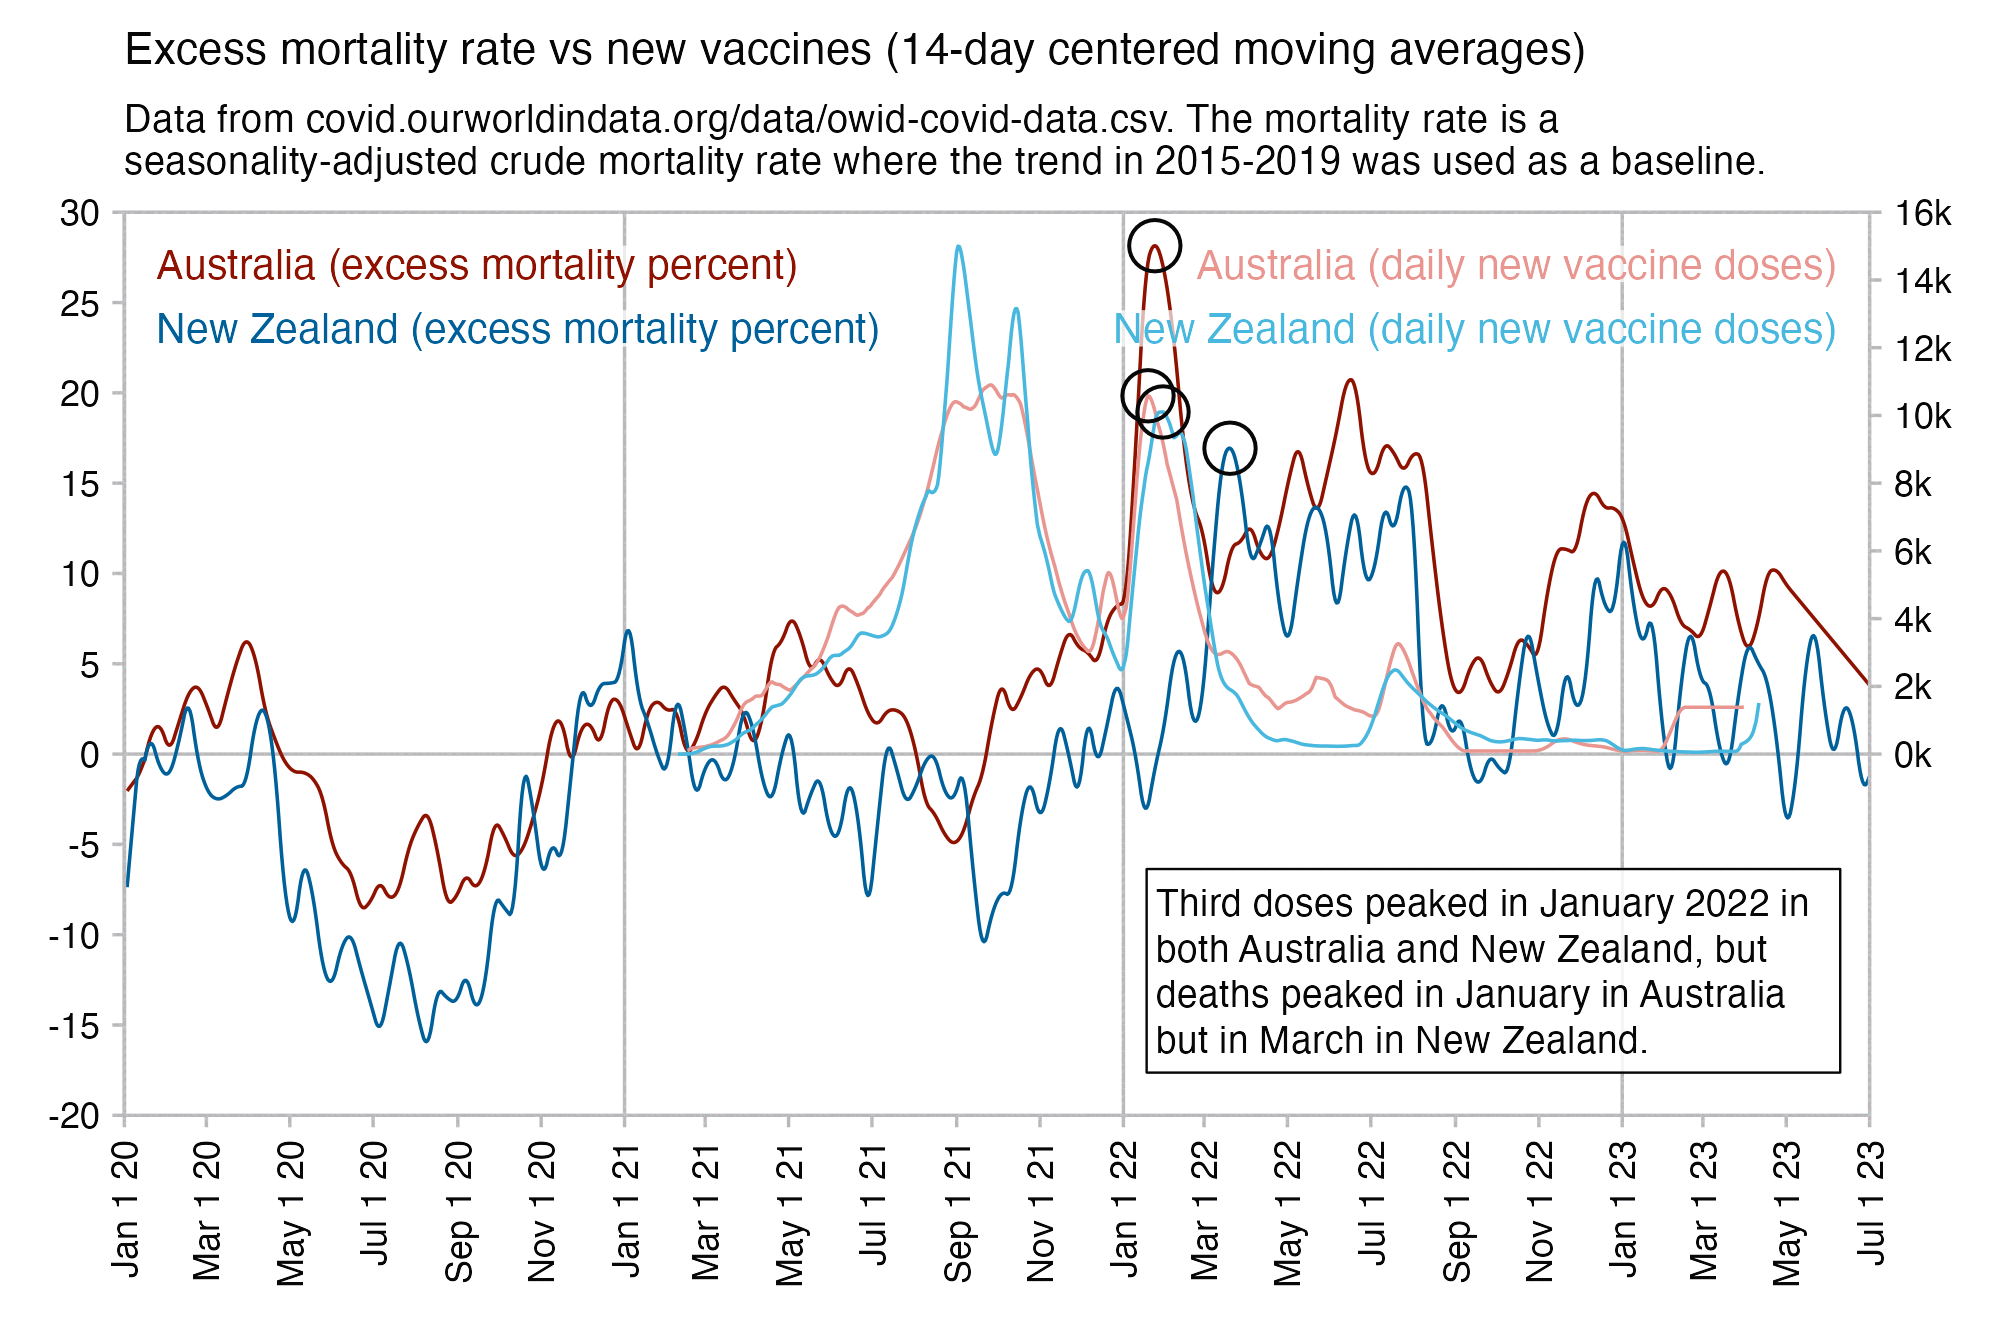 Excess mortality rate vs new vaccines (14-day centered moving averages)
Data from covid.ourworldindata.org/data/owid-covid-data.csv. The mortality rate is a
seasonality-adjusted crude mortality rate where the trend in 2015-2019 was used as a baseline.
Australia (excess mortality percent)
New Zealand (excess mortality percent)
Australia (daily new vaccine doses)
New Zealand (daily new vaccine doses)
30
25
20
15
10
5
0
-5
-10
-15
-20
16k
14k
12k
10k
8k
6k
4k
2k
0k
Third doses peaked in January 2022 in
both Australia and New Zealand, but
deaths peaked in January in Australia
but in March in New Zealand.
Jan 1 20
Mar 1 20
May 1 20
Jul 1 20
Sep 1 20
Nov 1 20
Jan 1 21
Mar 1 21
May 1 21
Jul 1 21
Sep 1 21
Nov 1 21
Jan 1 22
Mar 1 22
May 1 22
Jul 1 22
Sep 1 22
Nov 1 22
Jan 1 23
Mar 1 23
May 1 23
Jul 1 23